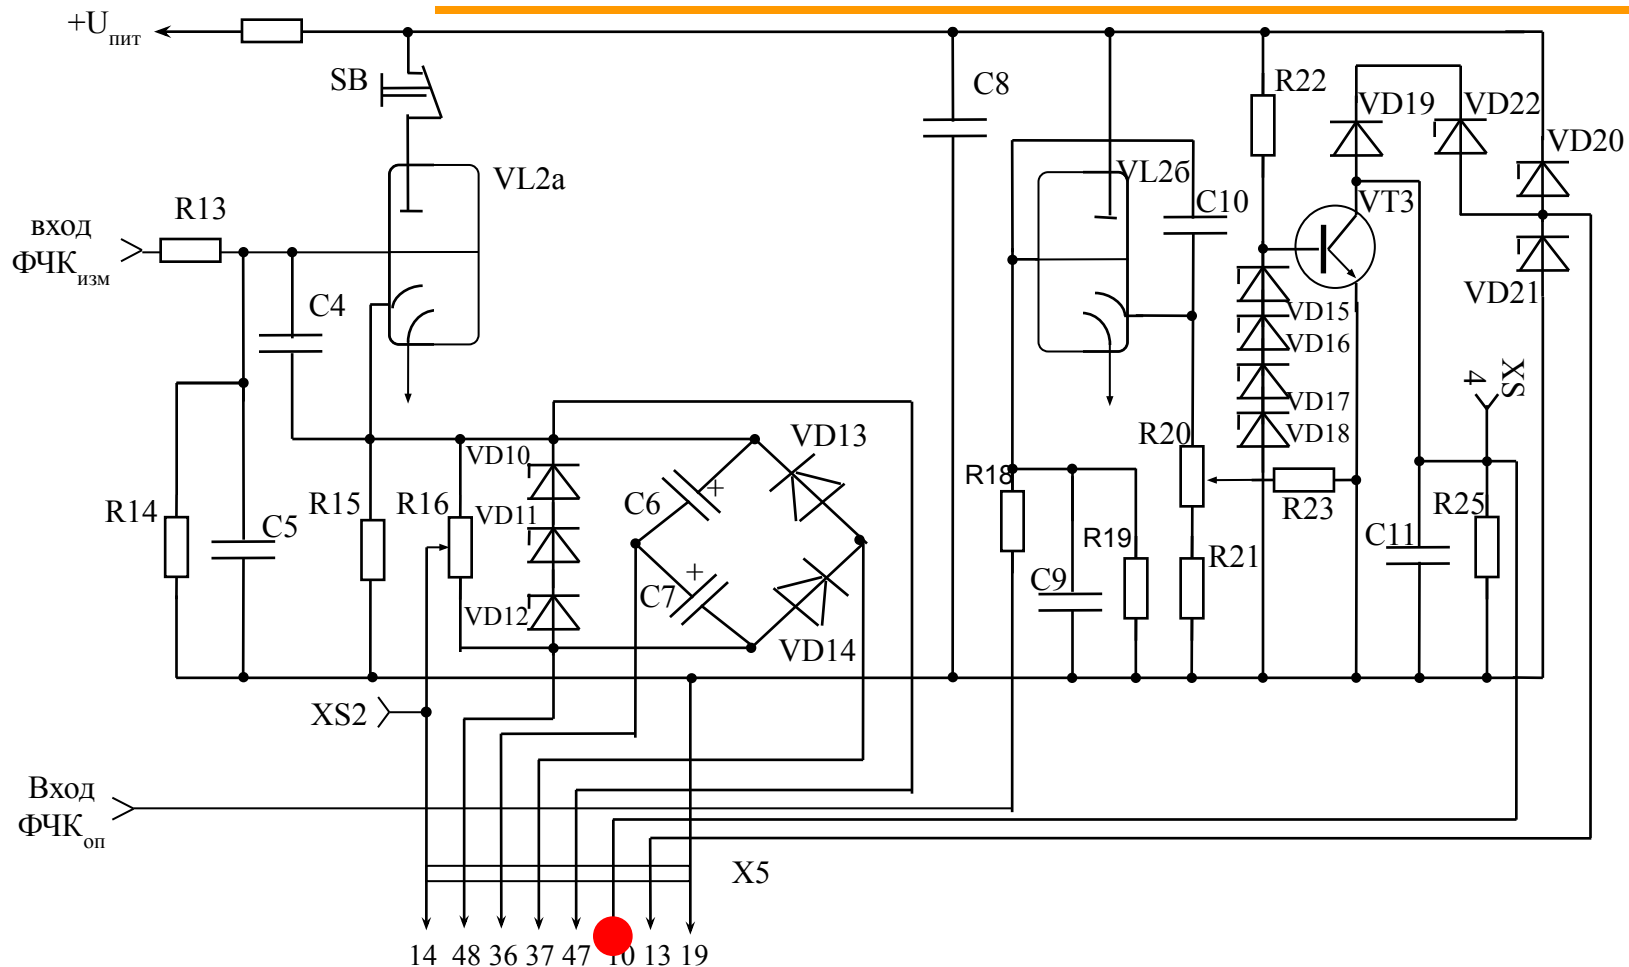 +Uпит
SB
C8
R22
VD19
VD22
VD20
VL2а
VL2б
R13
C10
VT3
вход
ФЧКизм
VD21
C4
VD15
VD16
XS
4
VD17
VD18
R20
VD13
VD10
R18
C6
+
R14
C5
R15
R16
VD11
R23
R25
C11
R19
R21
+
C7
C9
VD12
VD14
XS2
Вход
ФЧКоп
X5
14 48 36 37 47 10 13 19